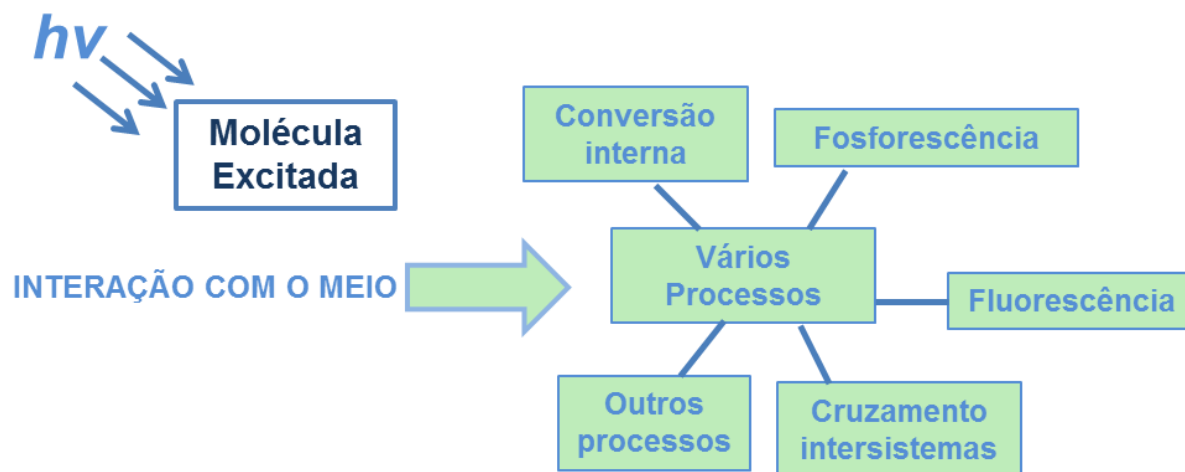 hv
Molécula
Excitada
INTERAÇÃO COM O MEIO
Conversão
interna
Fosforescência
Vários
Processos
Fluorescência
Outros
processos
Cruzamento
intersistemas